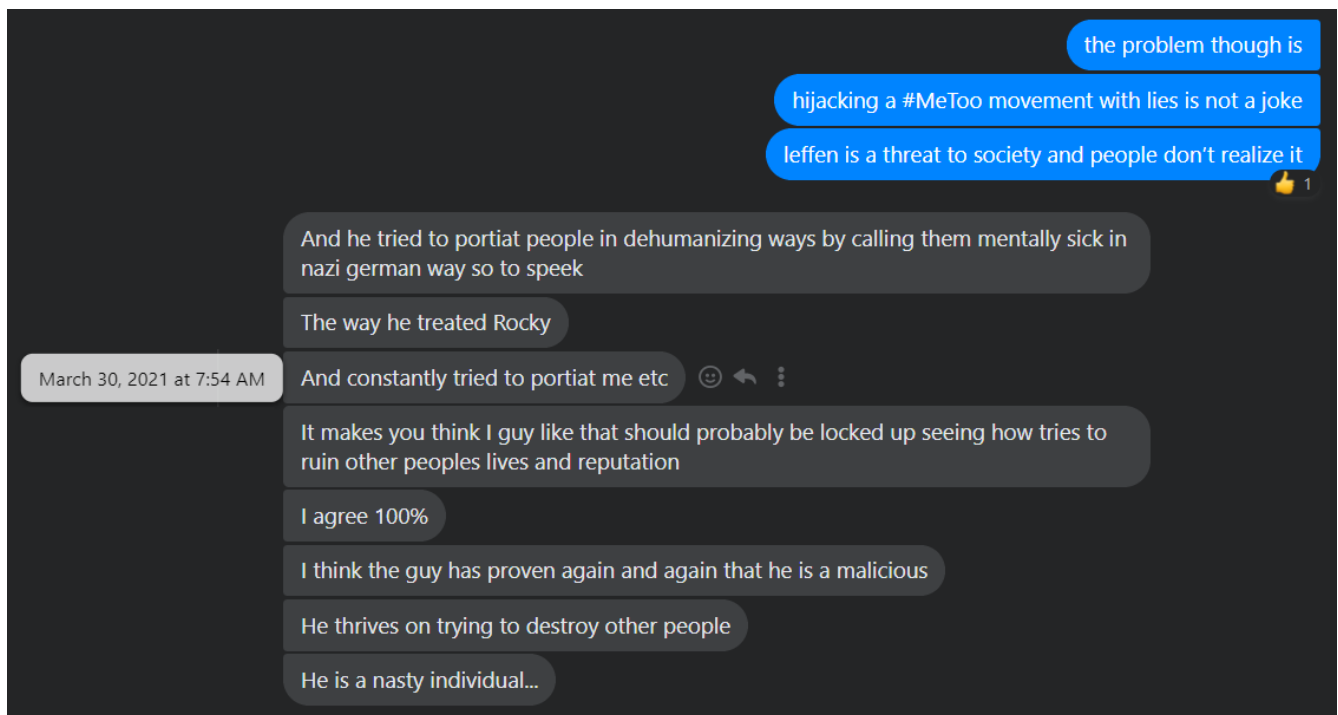 the problem though is
hijacking a #MeToo movement with lies is not a joke
leffen is a threat to society and people don't realize it
👍 1
And he tried to portiat people in dehumanizing ways by calling them mentally sick in
nazi german way so to speek
The way he treated Rocky
March 30, 2021 at 7:54 AM
And constantly tried to portiat me etc
It makes you think I guy like that should probably be locked up seeing how tries to
ruin other peoples lives and reputation
I agree 100%
I think the guy has proven again and again that he is a malicious
He thrives on trying to destroy other people
He is a nasty individual...